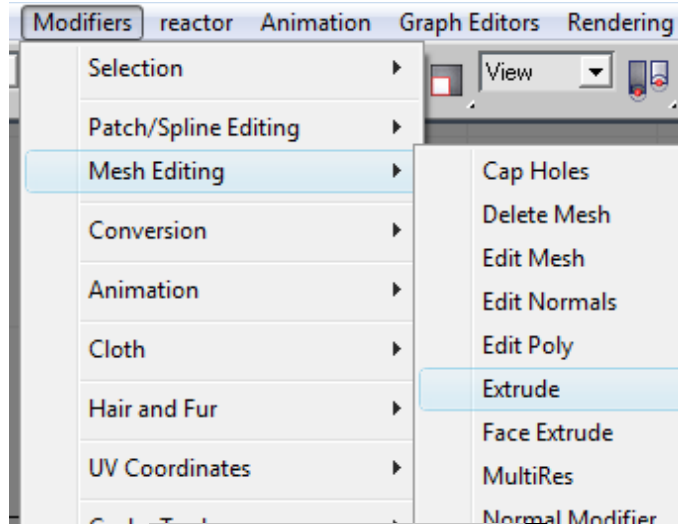 Modifiers reactor Animation Graph Editors Rendering
Selection
View
Patch/Spline Editing
Mesh Editing
Cap Holes
Delete Mesh
Conversion
Edit Mesh
Animation
Edit Normals
Cloth
Edit Poly
Extrude
Hair and Fur
Face Extrude
UV Coordinates
MultiRes
Normal Modifier